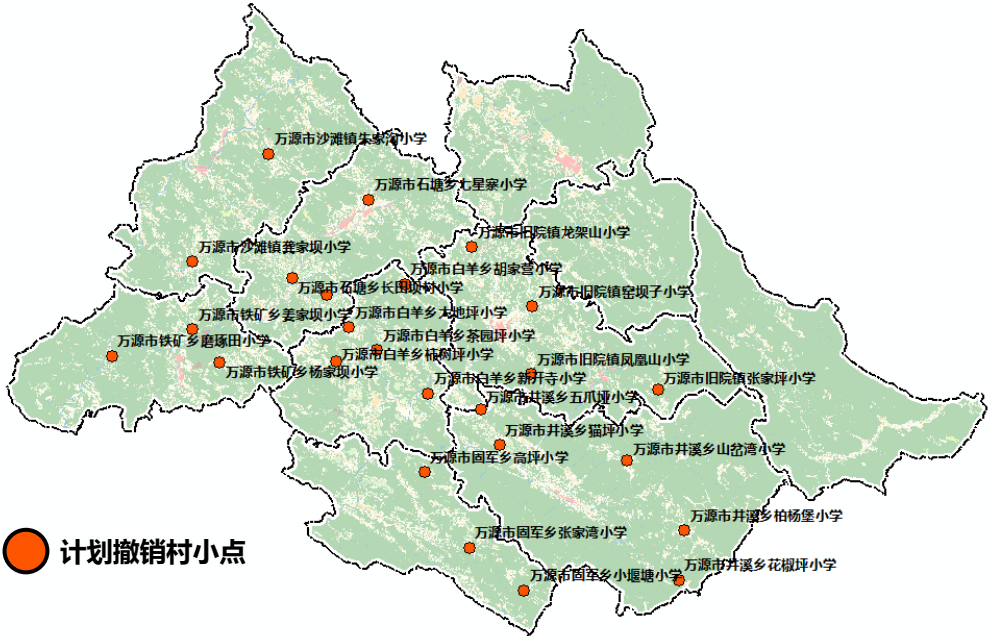 万源市沙滩镇朱家沟小学
万源市石塘乡七星寨小学
万源市旧院镇龙架山小学
万源市沙滩镇龚家坝小学
万源市白羊乡胡家营小学
万源市石塘乡长田坝村小学
万源市旧院镇窑坝子小学
万源市铁矿乡姜家坝小学
万源市白羊乡大地坪小学
万源市铁矿乡磨琢田小学
万源市白羊乡茶园坪小学
万源市白羊乡柿树坪小学
万源市旧院镇凤凰山小学
万源市铁矿乡杨家坝小学
万源市白羊乡新开寺小学
万源市旧院镇张家坪小学
万源市井溪乡五爪垭小学
万源市井溪乡猫坪小学
万源市井溪乡山岔湾小学
万源市固军乡高坪小学
万源市井溪乡柏杨堡小学
万源市固军乡张家湾小学
计划撤销村小点
万源市井溪乡花椒坪小学
万源市固军乡小堰塘小学